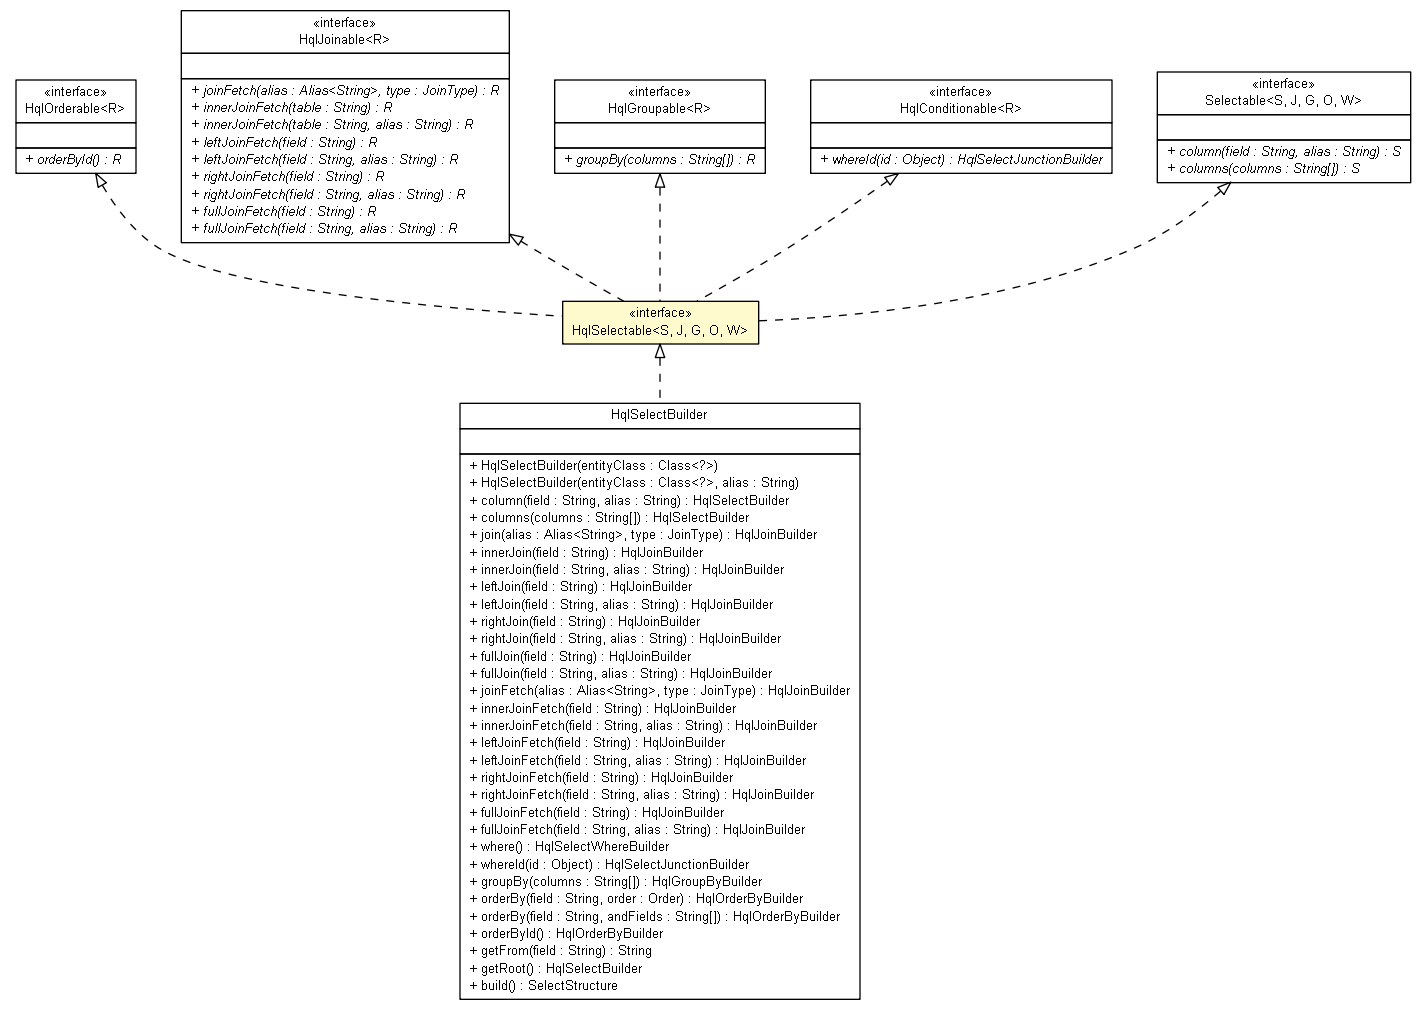 «interface»
HqlOrderable<R>
+ orderById() : R
«interface»
HqlJoinable<R>
+ joinFetch(alias : Alias<String>, type : JoinType) : R
+ innerJoinFetch(table : String) : R
+ innerJoinFetch(table : String, alias : String) : R
+ leftJoinFetch(field : String) : R
+ leftJoinFetch(field : String, alias : String) : R
+ rightJoinFetch(field : String) : R
+ rightJoinFetch(field : String, alias : String) : R
+ fullJoinFetch(field : String) : R
+ fullJoinFetch(field : String, alias : String) : R
«interface»
HqlGroupable<R>
+ groupBy(columns : String[]) : R
«interface»
HqlConditionable<R>
+ whereId(id : Object) : HqlSelectJunctionBuilder
«interface»
Selectable<S, J, G, O, W>
+ column(field : String, alias : String) : S
+ columns(columns : String[]) : S
«interface»
HqlSelectable<S, J, G, O, W>
HqlSelectBuilder
+ HqlSelectBuilder(entityClass : Class<?>)
+ HqlSelectBuilder(entityClass : Class<?>, alias : String)
+ column(field : String, alias : String) : HqlSelectBuilder
+ columns(columns : String[]) : HqlSelectBuilder
+ join(alias : Alias<String>, type : JoinType) : HqlJoinBuilder
+ innerJoin(field : String) : HqlJoinBuilder
+ innerJoin(field : String, alias : String) : HqlJoinBuilder
+ leftJoin(field : String) : HqlJoinBuilder
+ leftJoin(field : String, alias : String) : HqlJoinBuilder
+ rightJoin(field : String) : HqlJoinBuilder
+ rightJoin(field : String, alias : String) : HqlJoinBuilder
+ fullJoin(field : String) : HqlJoinBuilder
+ fullJoin(field : String, alias : String) : HqlJoinBuilder
+ joinFetch(alias : Alias<String>, type : JoinType) : HqlJoinBuilder
+ innerJoinFetch(field : String) : HqlJoinBuilder
+ innerJoinFetch(field : String, alias : String) : HqlJoinBuilder
+ leftJoinFetch(field : String) : HqlJoinBuilder
+ leftJoinFetch(field : String, alias : String) : HqlJoinBuilder
+ rightJoinFetch(field : String) : HqlJoinBuilder
+ rightJoinFetch(field : String, alias : String) : HqlJoinBuilder
+ fullJoinFetch(field : String) : HqlJoinBuilder
+ fullJoinFetch(field : String, alias : String) : HqlJoinBuilder
+ where() : HqlSelectWhereBuilder
+ whereId(id : Object) : HqlSelectJunctionBuilder
+ groupBy(columns : String[]) : HqlGroupByBuilder
+ orderBy(field : String, order : Order) : HqlOrderByBuilder
+ orderBy(field : String, andFields : String[]) : HqlOrderByBuilder
+ orderById() : HqlOrderByBuilder
+ getFrom(field : String) : String
+ getRoot() : HqlSelectBuilder
+ build() : SelectStructure